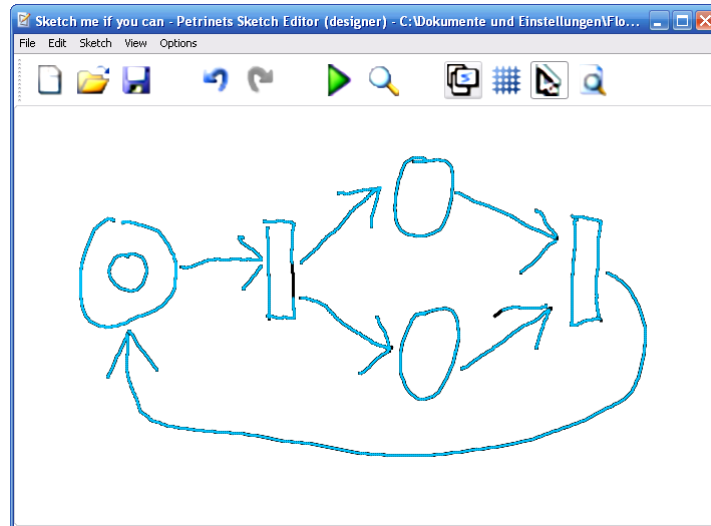 Sketch me if you can - Petrinets Sketch Editor (designer) - C:\Dokumente und Einstellungen\Flo...
File Edit Sketch View Options